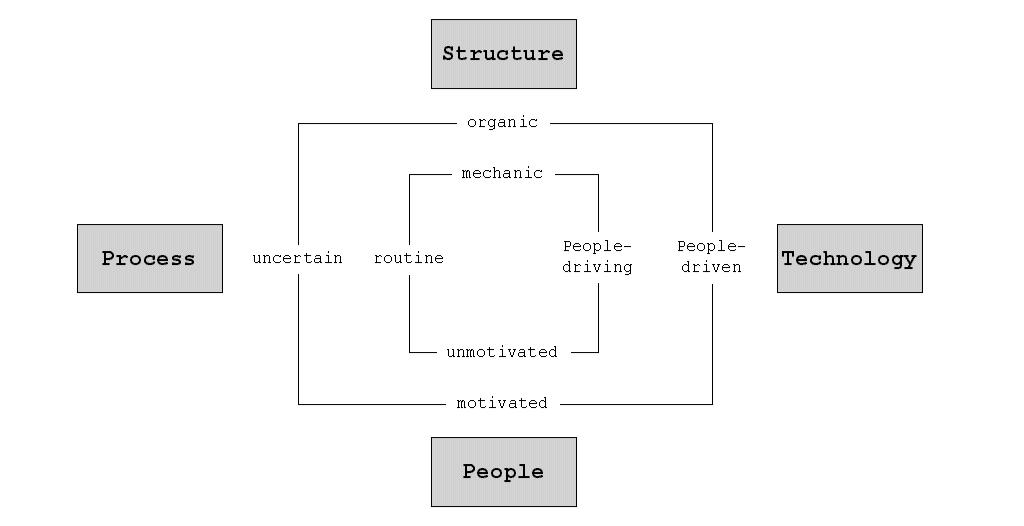 Structure
organic
mechanic
Process
uncertain
routine
People-
driving
People-
driven
Technology
unmotivated
motivated
People